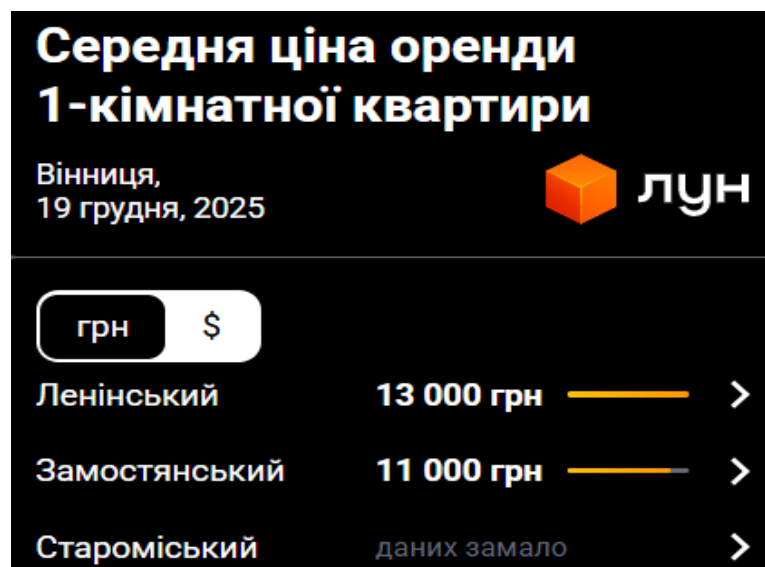 Середня ціна оренди
1-кімнатної квартири
Вінниця,
19 грудня, 2025
лун
грн $
Ленінський 13 000 грн
Замостянський 11 000 грн
Староміський даних замало